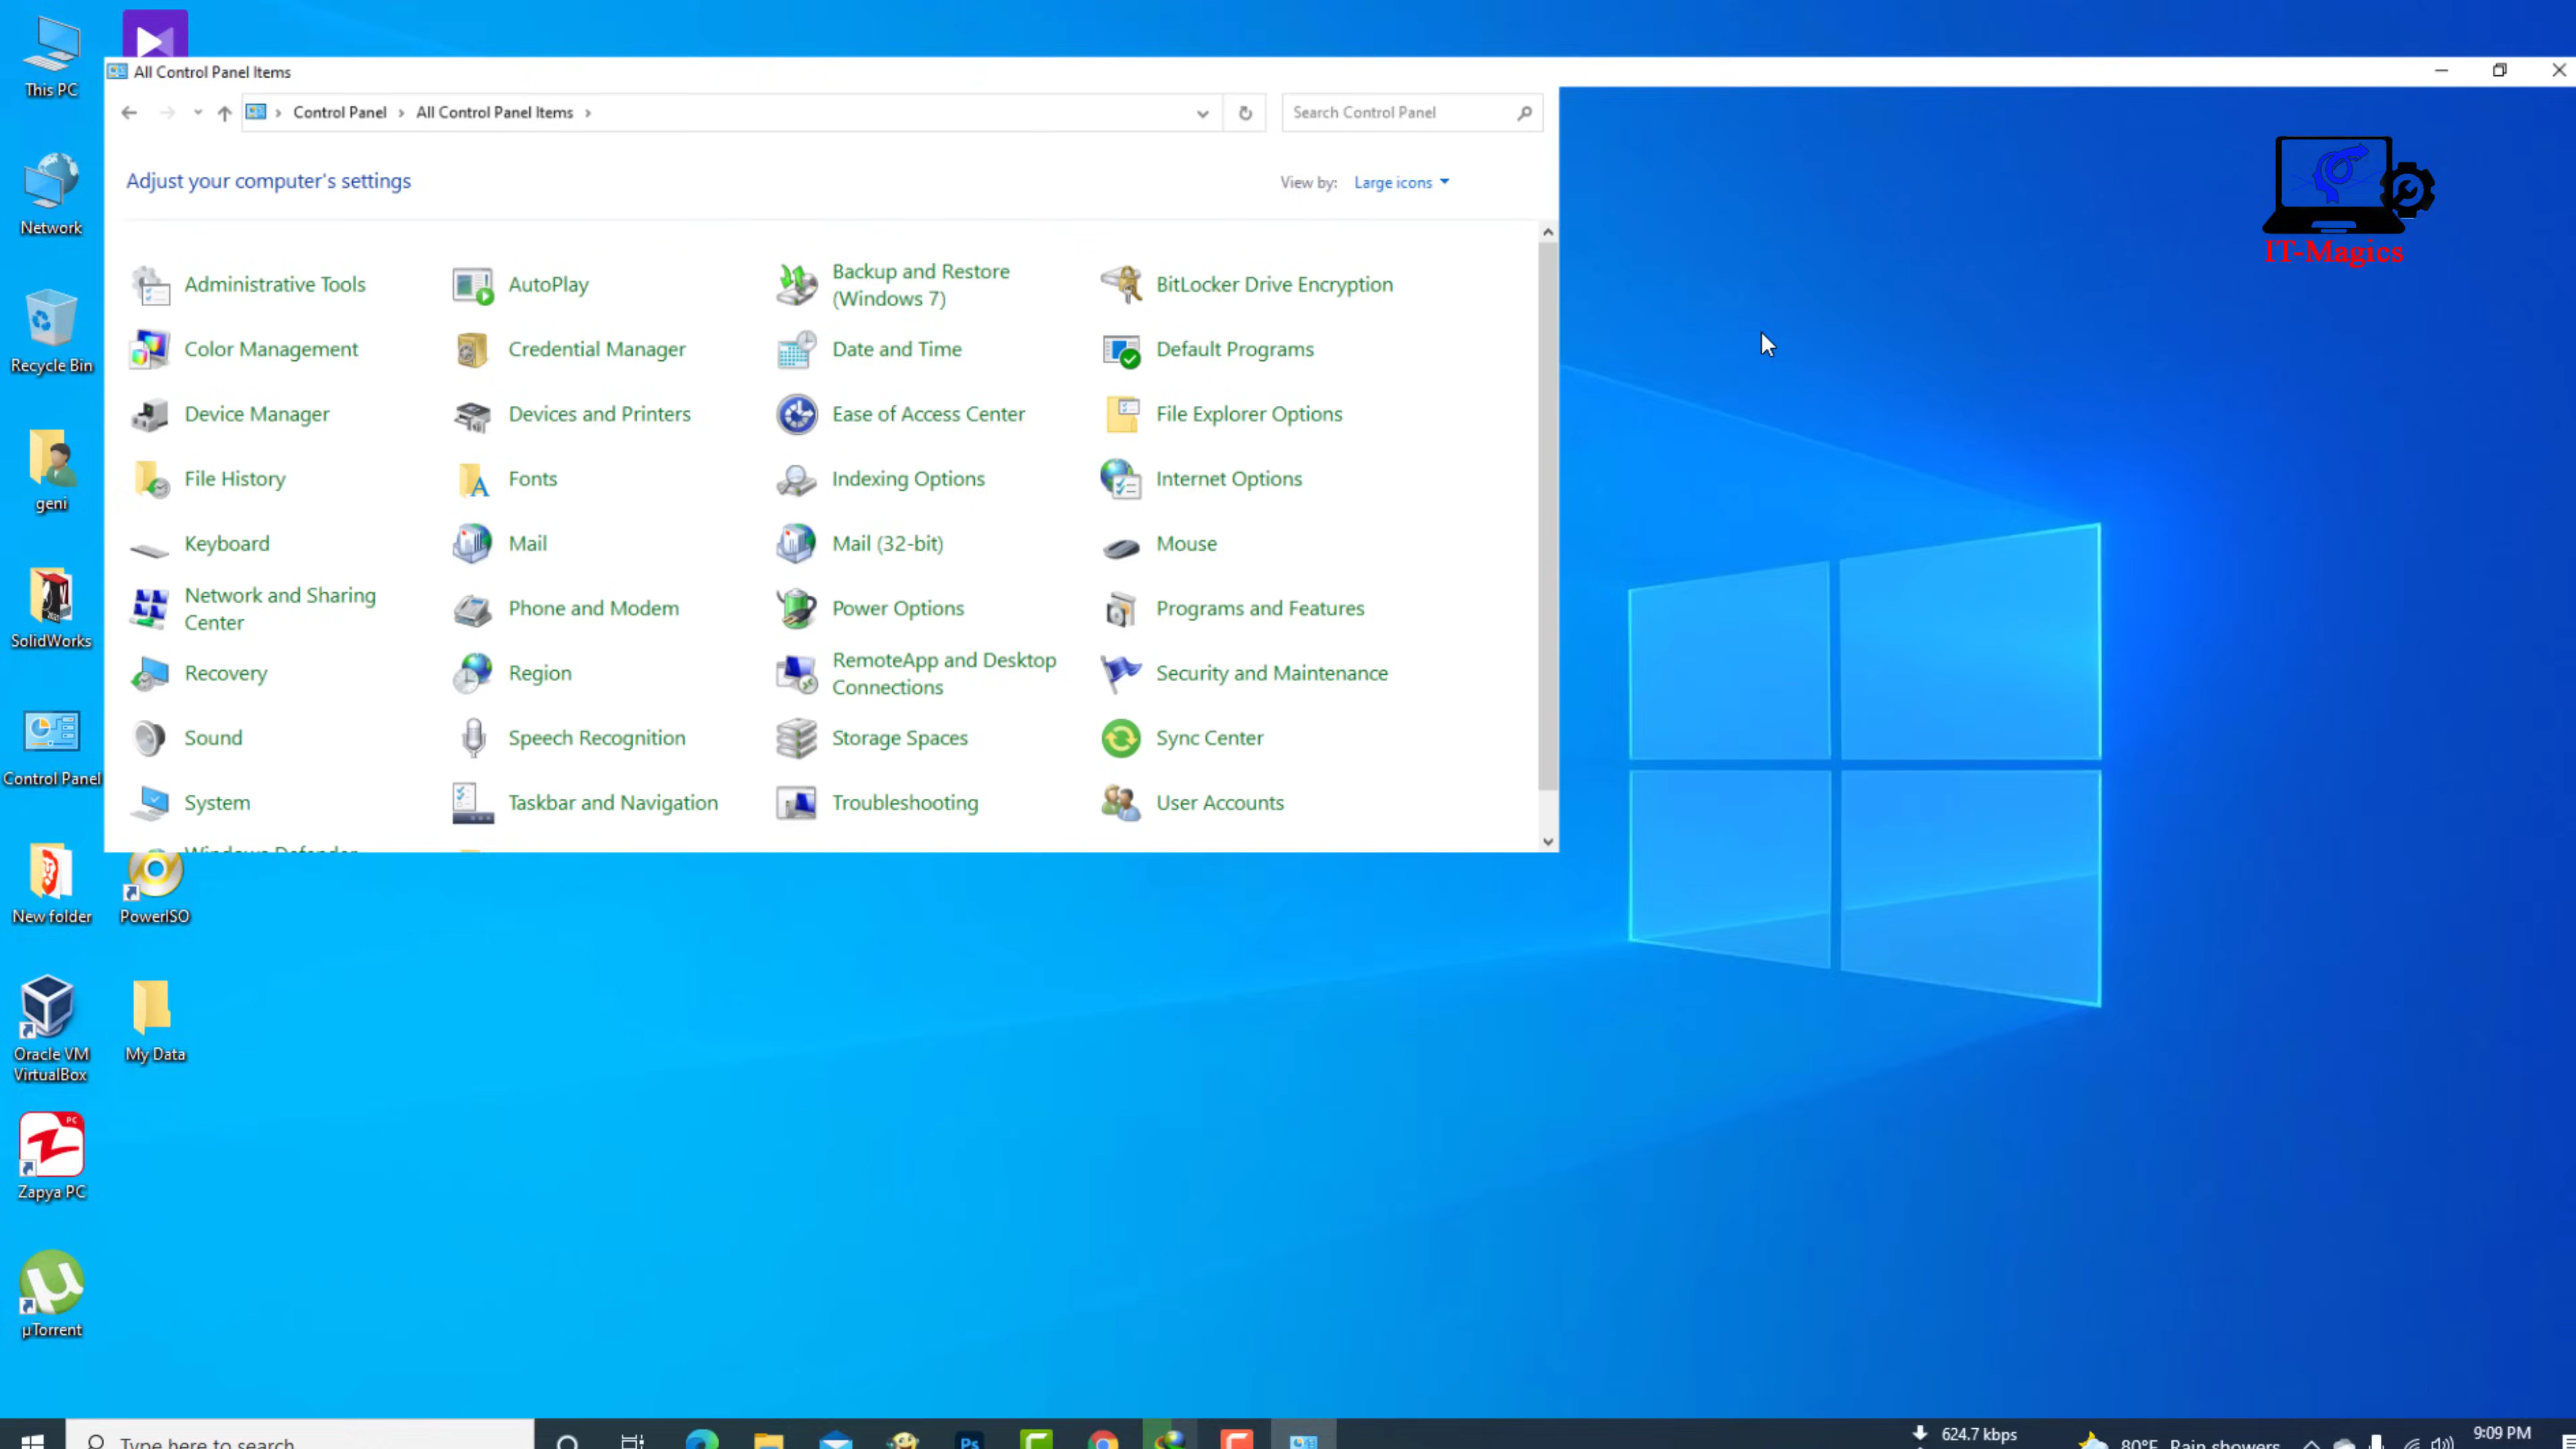 This PC
Network
Recycle Bin
geni
SolidWorks
Control Panel
New folder
PowerISO
Oracle VM
VirtualBox
My Data
PC
Zapya PC
µTorrent
All Control Panel Items
Control Panel
All Control Panel Items
Search Control Panel
Adjust your computer's settings
View by:
Large icons
Administrative Tools
AutoPlay
Backup and Restore
(Windows 7)
BitLocker Drive Encryption
Color Management
Credential Manager
Date and Time
Default Programs
Device Manager
Devices and Printers
Ease of Access Center
File Explorer Options
File History
Fonts
Indexing Options
Internet Options
Keyboard
Mail
Mail (32-bit)
Mouse
Network and Sharing
Center
Phone and Modem
Power Options
Programs and Features
Recovery
Region
RemoteApp and Desktop
Connections
Security and Maintenance
Sound
Speech Recognition
Storage Spaces
Sync Center
System
Taskbar and Navigation
Troubleshooting
User Accounts
Windows Defender
IT-Magics
Type here to search
Ps
624.7 kbps
80°F Rain showers
9:09 PM